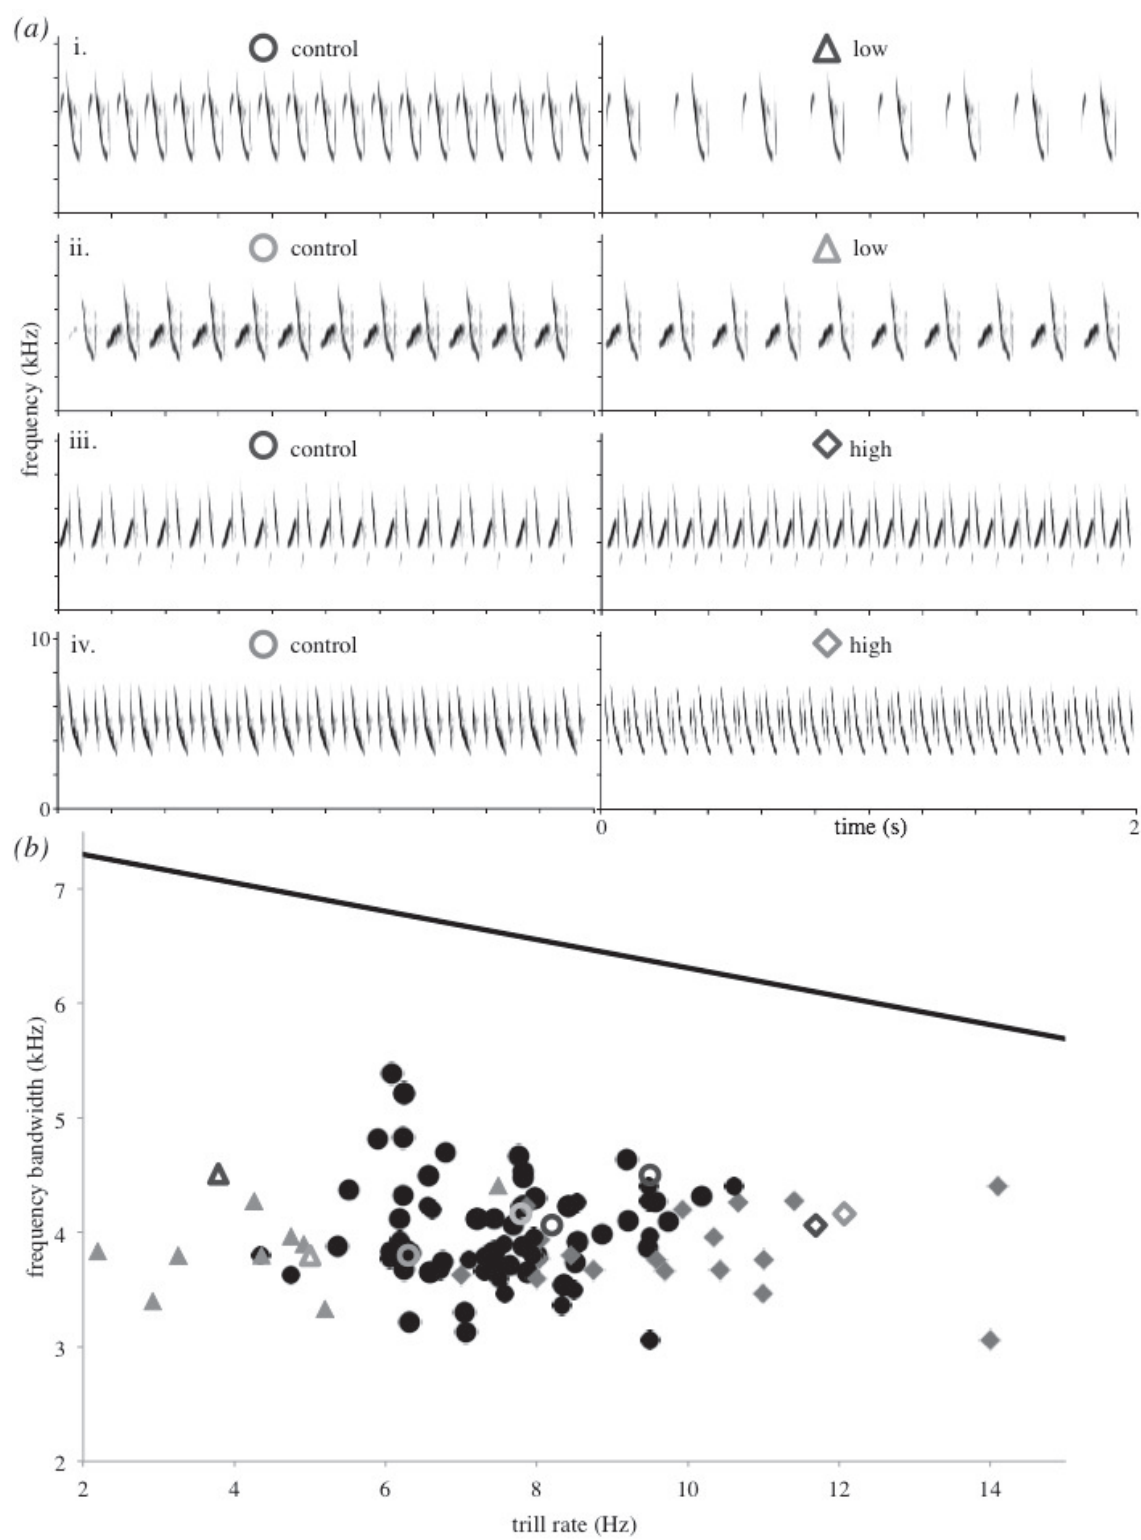 (a)
i. control low
ii. control low
iii. control high
10 iv. control high
frequency (kHz)
0
0 time (s) 2
(b)
7
6
5
4
3
2
frequency bandwidth (kHz)
2 4 6 8 10 12 14
trill rate (Hz)